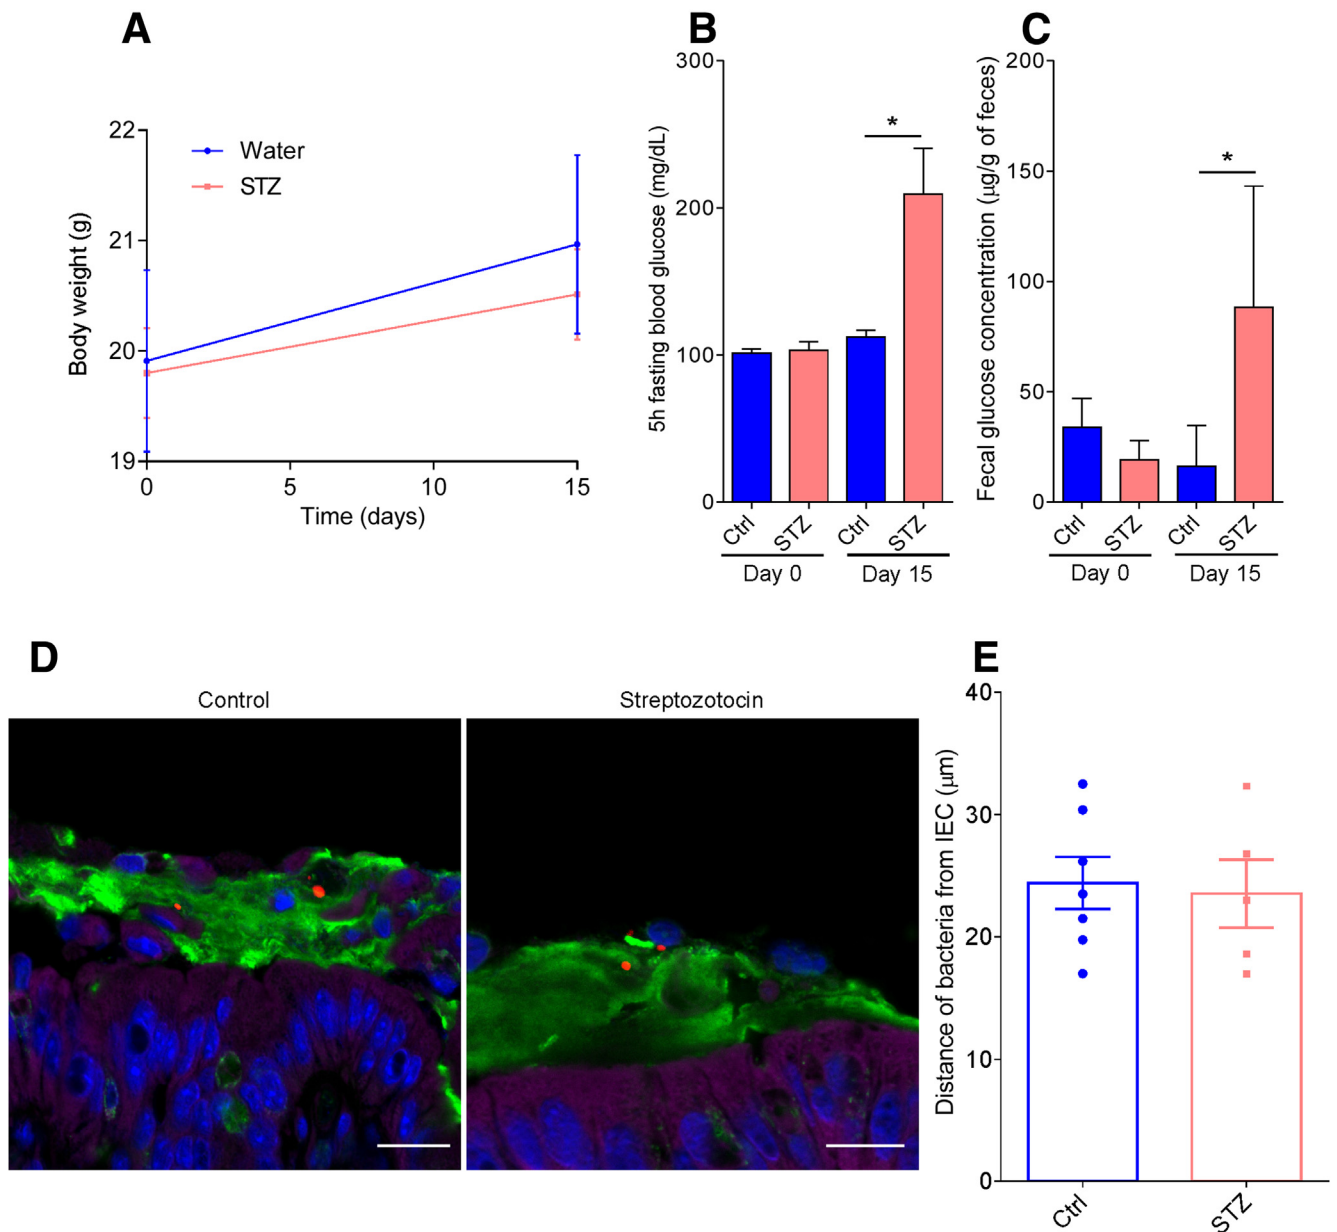 A
22
21
20
19
Body weight (g)
Water
STZ
0 5 10 15
Time (days)
B
300
200
100
0
5h fasting blood glucose (mg/dL)
*
Ctrl STZ Ctrl STZ
Day 0 Day 15
C
200
150
100
50
0
Fecal glucose concentration (μg/g of feces)
*
Ctrl STZ Ctrl STZ
Day 0 Day 15
D
Control Streptozotocin
E
40
30
20
10
0
Distance of bacteria from IEC (μm)
Ctrl STZ